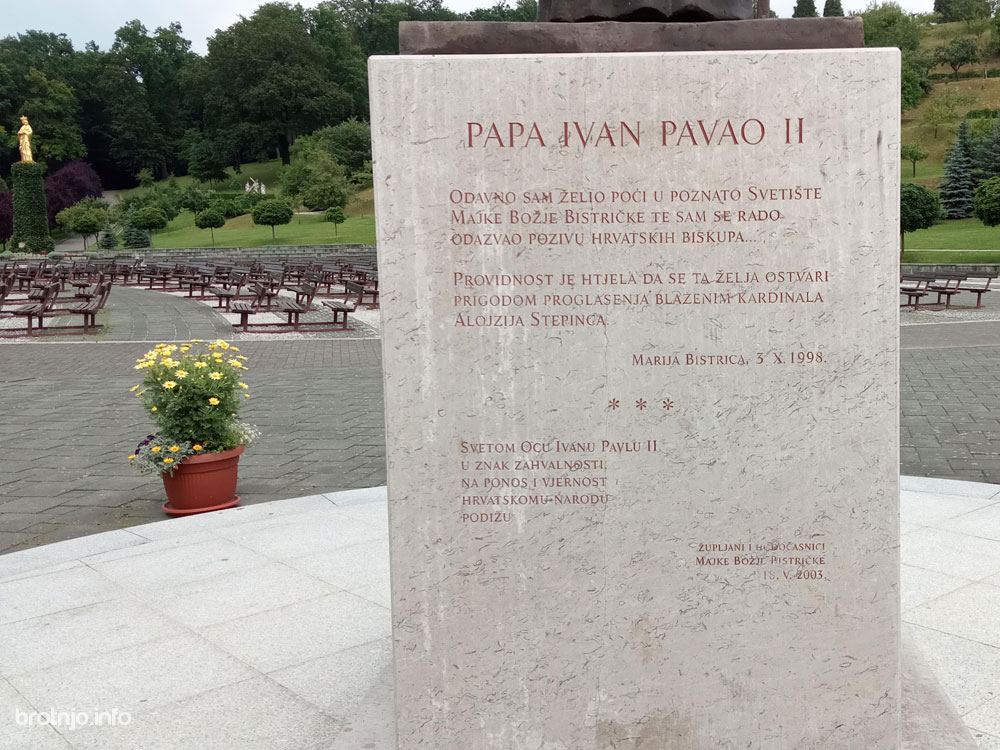 PAPA IVAN PAVAO II
ODAVNO SAM ŽELIO POĆI U POZNATO SVETIŠTE
MAJKE BOŽJE BISTRIČKE TE SAM SE RADO
ODAZVAO POZIVU HRVATSKIH BISKUPA...
PROVIDNOST JE HTJELA DA SE TA ŽELJA OSTVARI
PRIGODOM PROGLAŠENJA BLAŽENIM KARDINALA
ALOJZIJA STEPINCA.
MARIJA BISTRICA, 3. X. 1998.
* * *
SVETOM OCU IVANU PAVLU II
U ZNAK ZAHVALNOSTI,
NA PONOS I VJERNOST
HRVATSKOMU NARODU
PODIŽU
ŽUPLJANI I HODOČASNICI
MAJKE BOŽJE BISTRIČKE
18. V. 2003.
brotnjo.info